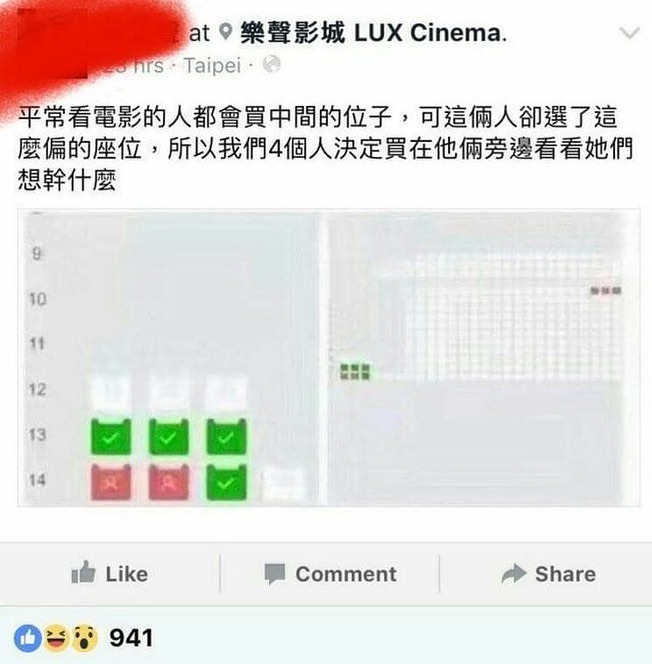 at 樂聲影城 LUX Cinema.
23 hrs · Taipei ·
平常看電影的人都會買中間的位子，可這倆人卻選了這
麼偏的座位，所以我們4個人決定買在他倆旁邊看看她們
想幹什麼
9
10
11
12
13
14
Like
Comment
Share
941